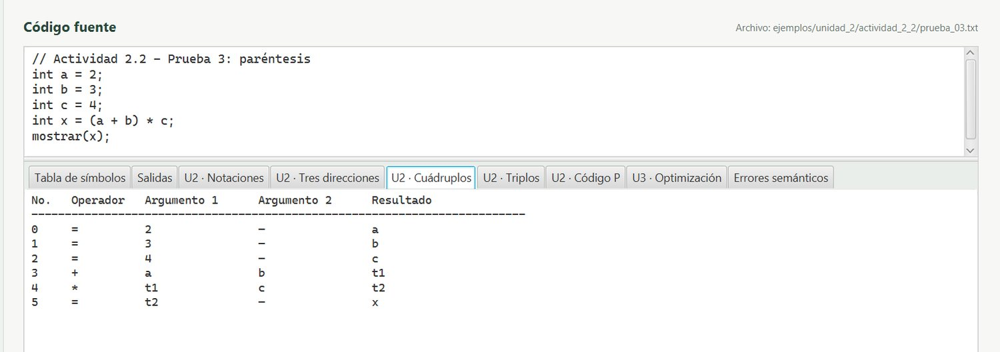 Código fuente
Archivo: ejemplos/unidad_2/actividad_2_2/prueba_03.txt
// Actividad 2.2 – Prueba 3: paréntesis
int a = 2;
int b = 3;
int c = 4;
int x = (a + b) * c;
mostrar(x);
Tabla de símbolos Salidas U2 · Notaciones U2 · Tres direcciones U2 · Cuádruplos U2 · Triplos U2 · Código P U3 · Optimización Errores semánticos
No. Operador Argumento 1 Argumento 2 Resultado
--------------------------------------------------------------------------
0 = 2 – a
1 = 3 – b
2 = 4 – c
3 + a b t1
4 * t1 c t2
5 = t2 – x